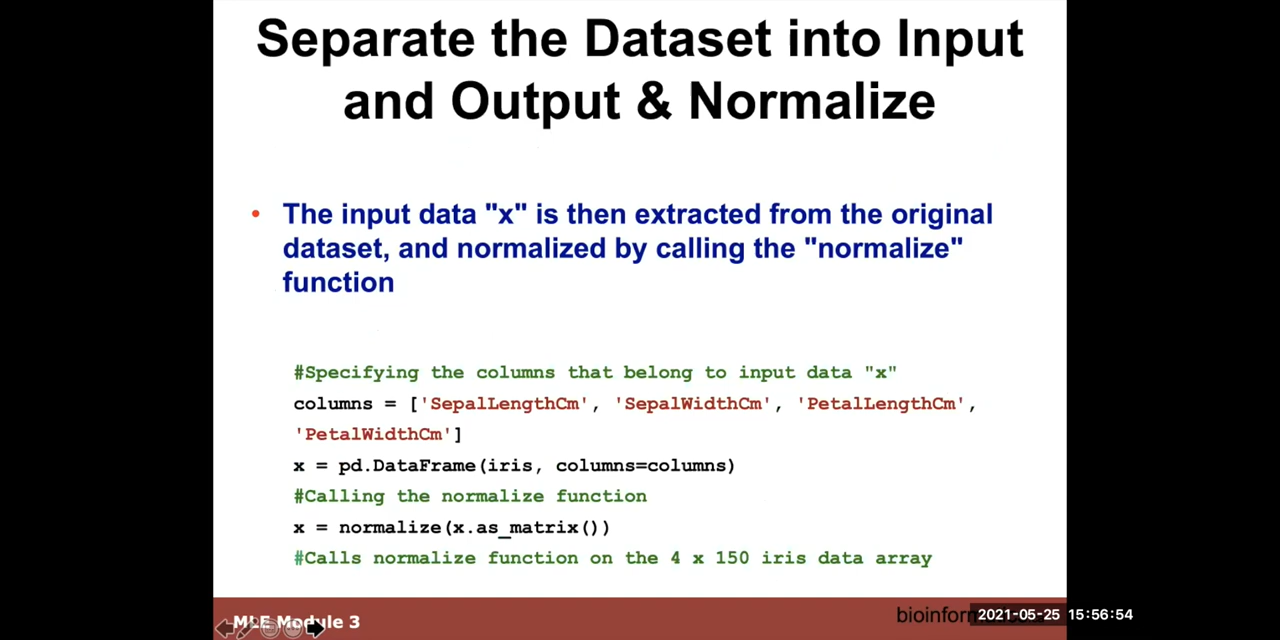 Separate the Dataset into Input
and Output & Normalize
• The input data "x" is then extracted from the original
dataset, and normalized by calling the "normalize"
function
#Specifying the columns that belong to input data "x"
columns = ['SepalLengthCm', 'SepalWidthCm', 'PetalLengthCm',
'PetalWidthCm']
x = pd.DataFrame(iris, columns=columns)
#Calling the normalize function
x = normalize(x.as_matrix())
#Calls normalize function on the 4 x 150 iris data array
MLE Module 3
2021-05-25 15:56:54